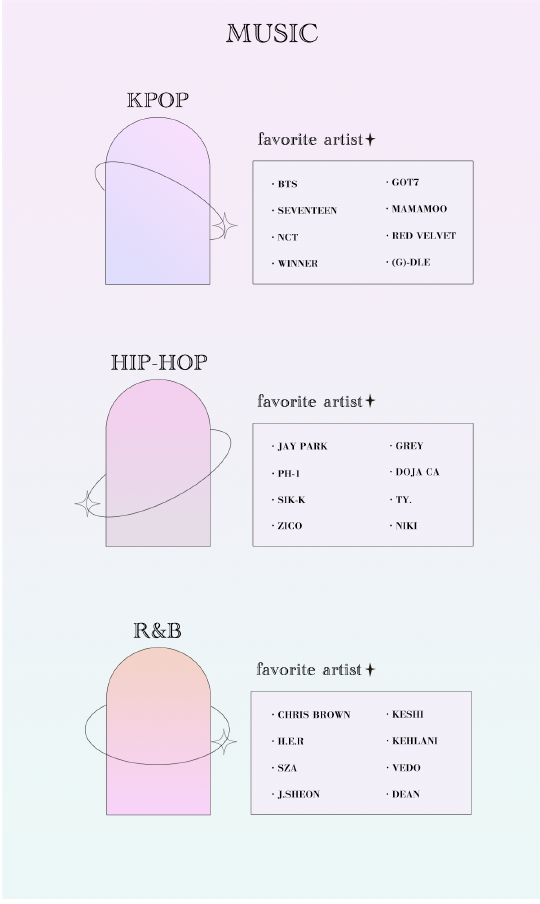 MUSIC
KPOP
favorite artist
· BTS
· SEVENTEEN
· NCT
· WINNER
· GOT7
· MAMAMOO
· RED VELVET
· (G)-DLE
HIP-HOP
favorite artist
· JAY PARK
· PH-1
· SIK-K
· ZICO
· GREY
· DOJA CA
· TY.
· NIKI
R&B
favorite artist
· CHRIS BROWN
· H.E.R
· SZA
· J.SHEON
· KESHI
· KEHLANI
· VEDO
· DEAN